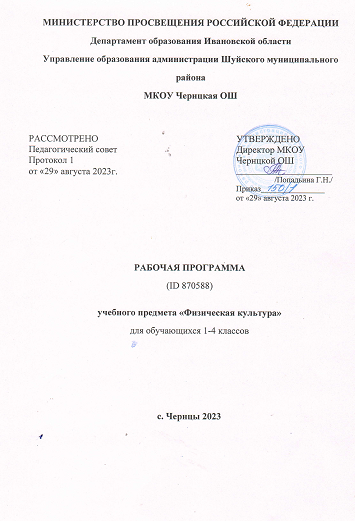 МИНИСТЕРСТВО ПРОСВЕЩЕНИЯ РОССИЙСКОЙ ФЕДЕРАЦИИ
Департамент образования Ивановской области
Управление образования администрации Шуйского муниципального
района
МКОУ Чернцкая ОШ
РАССМОТРЕНО
Педагогический совет
Протокол 1
от «29» августа 2023г.
УТВЕРЖДЕНО
Директор МКОУ
Чернцкой ОШ
/Попадьина Г.Н./
Приказ 150/1
от «29» августа 2023 г.
РАБОЧАЯ ПРОГРАММА
(ID 870588)
учебного предмета «Физическая культура»
для обучающихся 1-4 классов
с. Чернцы 2023